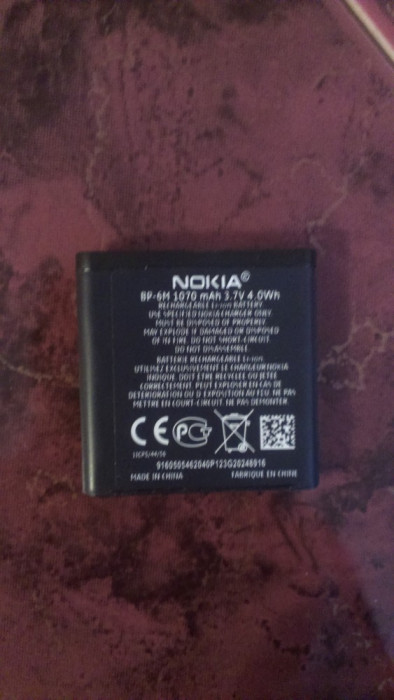 NOKIA®
BP-6M 1070 mAh 3.7V 4.0Wh
RECHARGEABLE Li-ion BATTERY
USE SPECIFIED NOKIA CHARGER ONLY
MUST BE DISPOSED OF PROPERLY
MAY EXPLODE IF DAMAGED OR DISPOSED
OF IN FIRE. DO NOT SHORT-CIRCUIT
DO NOT DISASSEMBLE
BATTERIE RECHARGEABLE Li-ion
UTILISEZ EXCLUSIVEMENT LE CHARGEUR NOKIA
INDIQUE. DOIT ETRE RECYCLE OU JETEE
CORRECTEMENT. PEUT EXPLOSER EN CAS DE
DETERIORATION OU D EXPOSITION AU FEU. NE PAS
METTRE EN COURT-CIRCUIT. NE PAS DEMONTER.
CE PG
MADE IN CHINA
FABRIQUE EN CHINE